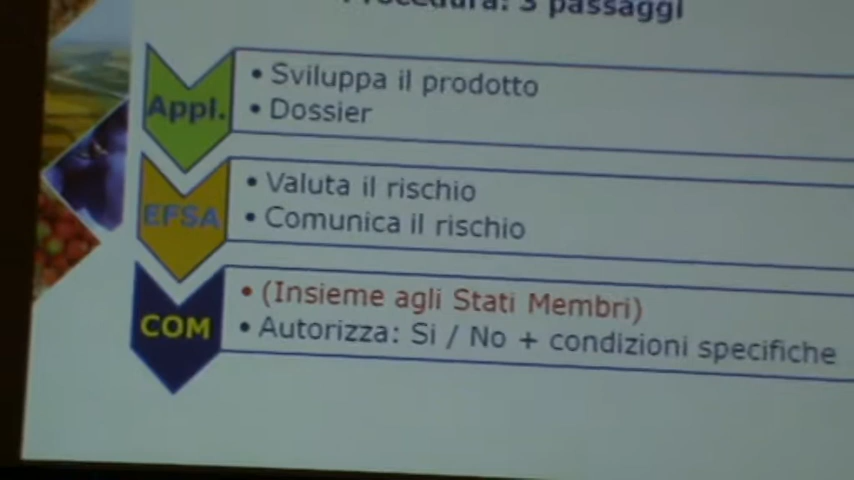 Procedura: 3 passaggi
Appl.
• Sviluppa il prodotto
• Dossier
EFSA
• Valuta il rischio
• Comunica il rischio
COM
• (Insieme agli Stati Membri)
• Autorizza: Si / No + condizioni specifiche